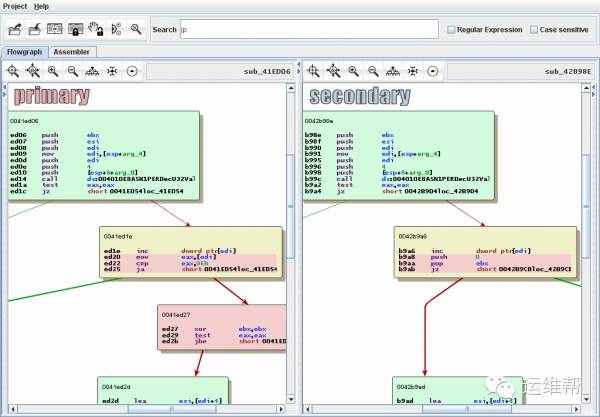 Project Help
Search jp Regular Expression Case sensitive
Flowgraph Assembler
sub_41ED06
sub_42B98E
primary
secondary
0041ed06
ed06 push ebx
ed07 push esi
ed08 push edi
ed09 mov edi,[esp+arg_4]
ed0d push edi
ed0e push 4
ed10 push [esp+8+arg_0]
ed14 call ds:004010E8ASN1PERDecU32Val
ed1a test eax,eax
ed1c jz short 0041ED54loc_41ED54
0041ed1e
ed1e inc dword ptr[edi]
ed20 mov eax,[edi]
ed22 cmp eax,0Eh
ed25 ja short 0041ED54loc_41ED54
0041ed27
ed27 xor ebx,ebx
ed29 test eax,eax
ed2b jbe short 0041ED
0041ed2d
ed2d lea esi,[edi+4]
0042b98e
b98e push ebx
b98f push esi
b990 push edi
b991 mov edi,[esp+arg_4]
b995 push edi
b996 push 4
b998 push [esp+8+arg_0]
b99c call ds:004010E8ASN1PERDecU32Val
b9a2 test eax,eax
b9a4 jz short 0042B9D4loc_42B9D4
0042b9a6
b9a6 inc dword ptr[edi]
b9a8 push 0
b9aa pop ebx
b9ab jz short 0042B9CBloc_42B9CB
0042b9ad
b9ad lea esi,[edi+4]
运维帮